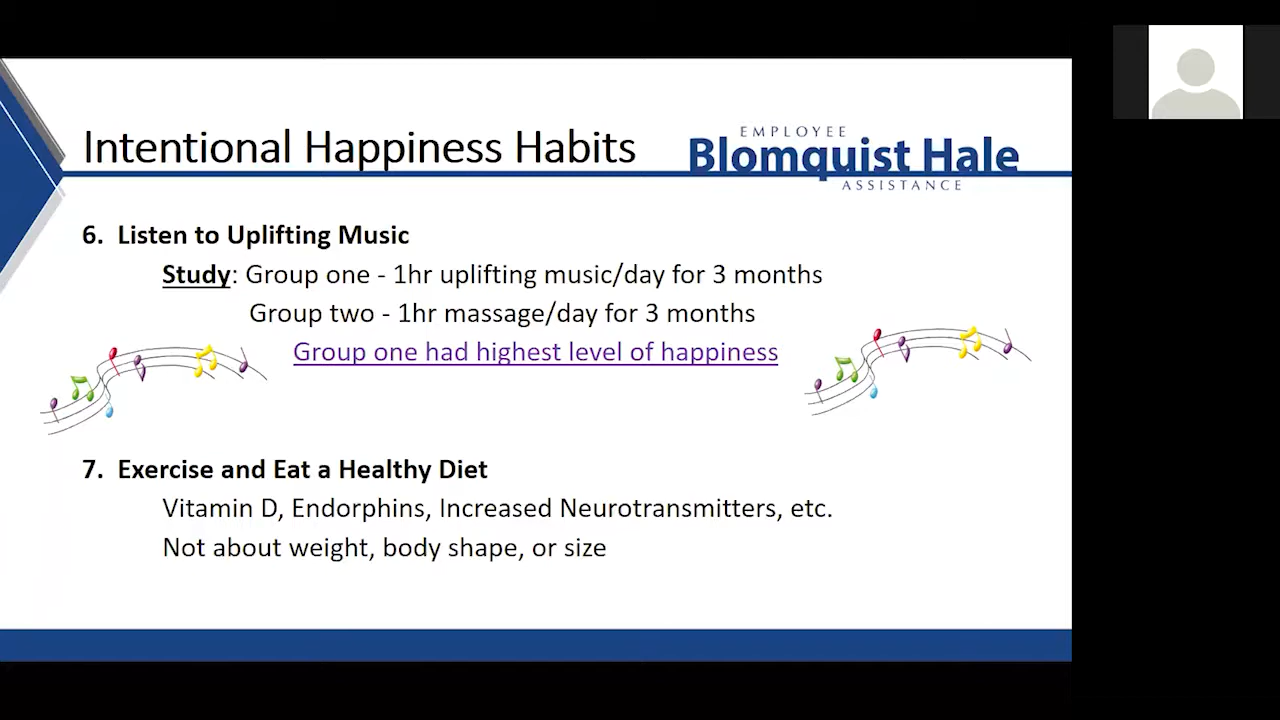 Intentional Happiness Habits
EMPLOYEE
Blomquist Hale
ASSISTANCE
6. Listen to Uplifting Music
Study: Group one - 1hr uplifting music/day for 3 months
Group two - 1hr massage/day for 3 months
Group one had highest level of happiness
7. Exercise and Eat a Healthy Diet
Vitamin D, Endorphins, Increased Neurotransmitters, etc.
Not about weight, body shape, or size